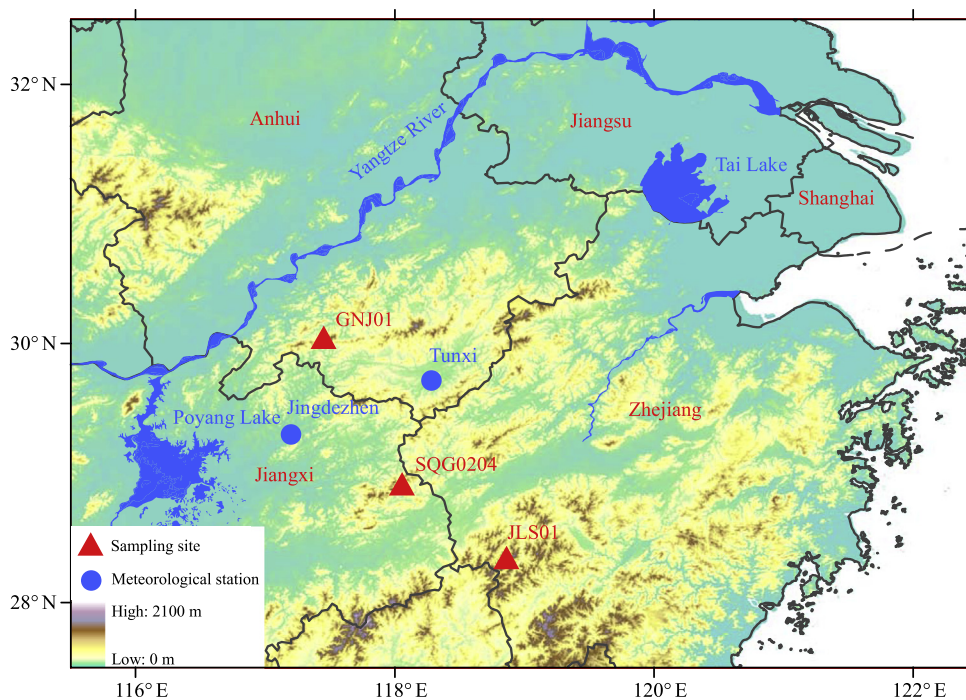 32° N
Anhui
Yangtze River
Jiangsu
Tai Lake
Shanghai
30° N
GNJ01
Tunxi
Poyang Lake
Jingdezhen
Zhejiang
Jiangxi
SQG0204
JLS01
28° N
Sampling site
Meteorological station
High: 2100 m
Low: 0 m
116° E
118° E
120° E
122° E